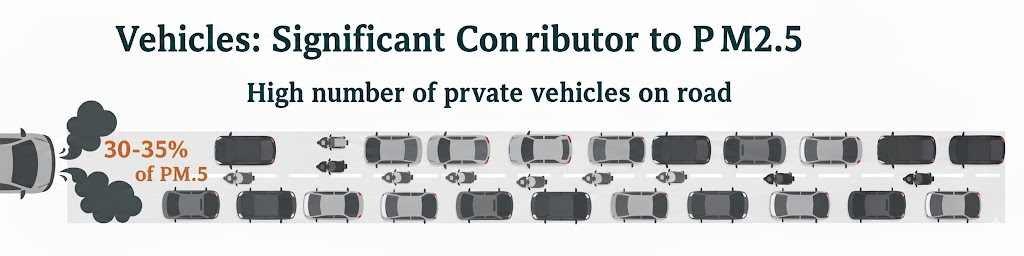 Vehicles: Significant Con ributor to P M2.5
High number of prvate vehicles on road
30-35%
of PM.5